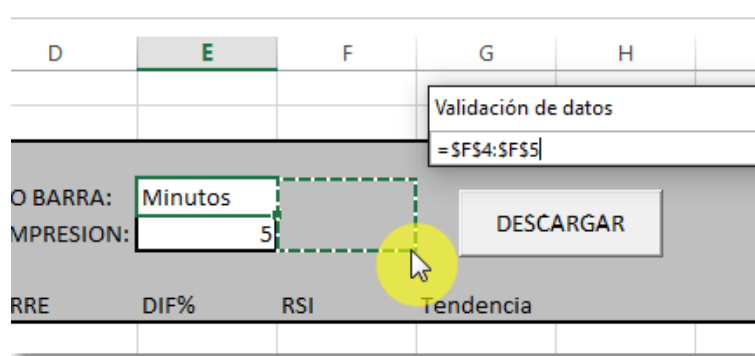 D E F G H
Validación de datos
=$F$4:$F$5
O BARRA: Minutos
MPRESION: 5
DESCARGAR
RRE DIF% RSI Tendencia